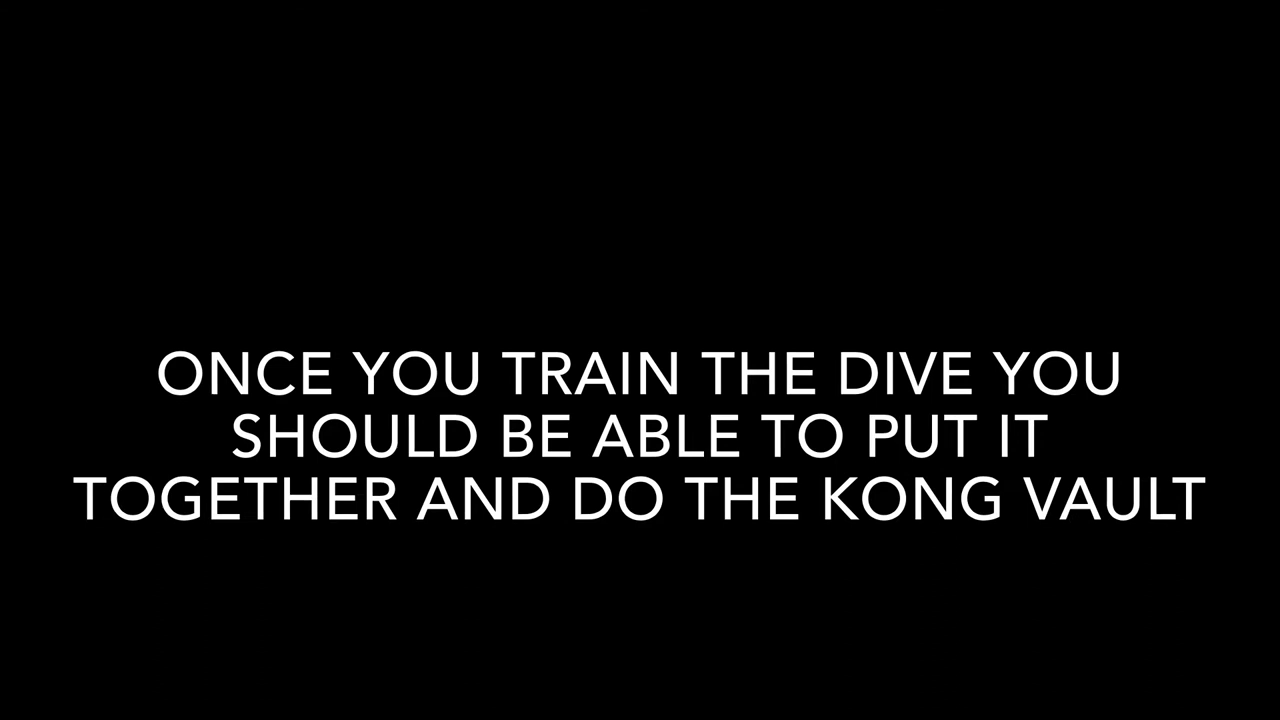 ONCE YOU TRAIN THE DIVE YOU
SHOULD BE ABLE TO PUT IT
TOGETHER AND DO THE KONG VAULT